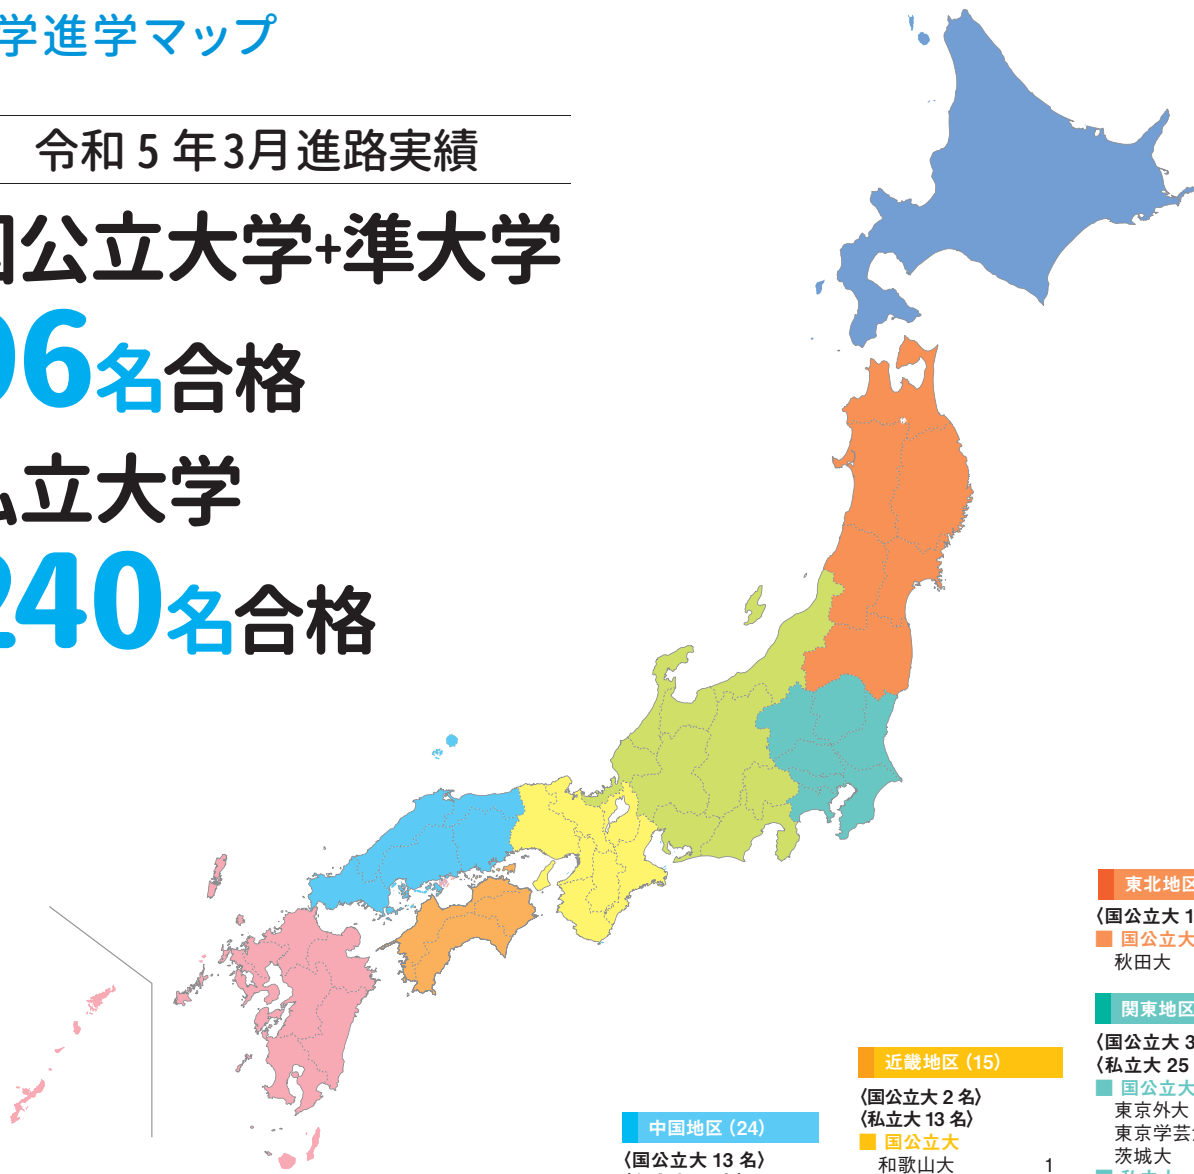 学進学マップ
令和 5 年3月進路実績
国公立大学+準大学
96名合格
私立大学
240名合格
東北地区
〈国公立大 1
■ 国公立大
秋田大
関東地区
〈国公立大 3
〈私立大 25
■ 国公立大
東京外大
東京学芸
茨城大
近畿地区(15)
〈国公立大 2 名〉
〈私立大 13 名〉
■ 国公立大
和歌山大 1
中国地区(24)
〈国公立大 13 名〉